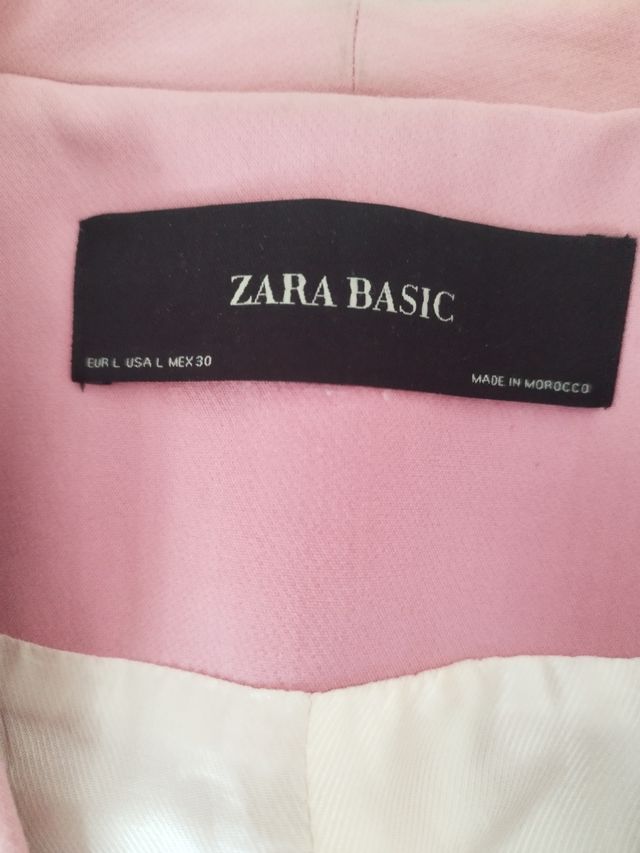 ZARA BASIC
EUR L USA L MEX 30
MADE IN MOROCCO